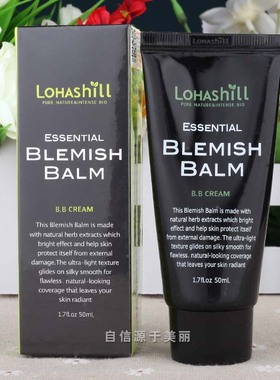 LOHASHILL
PURE NATURE&INTENSE BIO
ESSENTIAL
BLEMISH
BALM
B.B CREAM
This Blemish Balm is made with
natural herb extracts which
bright effect and help skin
protect itself from external
damage.The ultra-light texture
glides on silky smooth for
flawless natural-looking
coverage that leaves your skin
radiant
1.7fl.oz 50mL
LOHASHILL
PURE NATURE&INTENSE BIO
ESSENTIAL
BLEMISH
BALM
B.B CREAM
This Blemish Balm is made with
natural herb extracts which
bright effect and help skin
protect itself from external
damage. The ultra-light texture
glides on silky smooth for
flawless. natural-looking
coverage that leaves your skin
radiant
1.7fl.oz 50mL
自信源于美丽